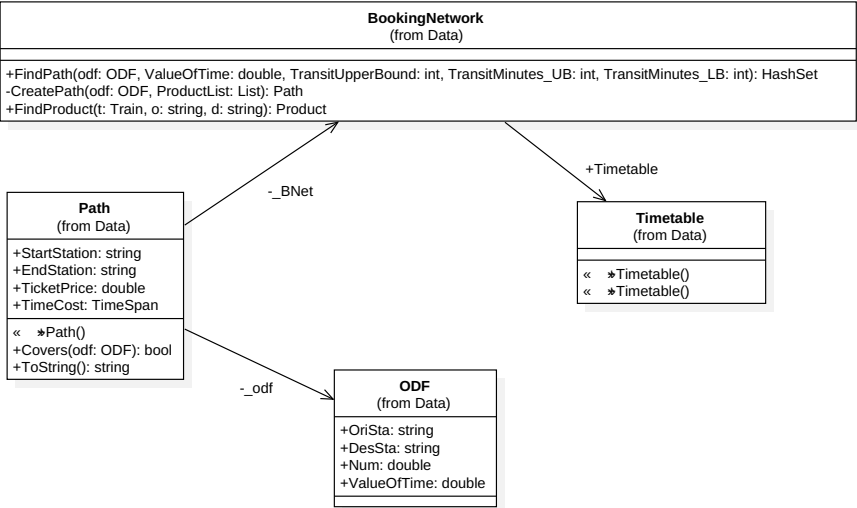 BookingNetwork
(from Data)
+FindPath(odf: ODF, ValueOfTime: double, TransitUpperBound: int, TransitMinutes_UB: int, TransitMinutes_LB: int): HashSet
-CreatePath(odf: ODF, ProductList: List): Path
+FindProduct(t: Train, o: string, d: string): Product
+Timetable
-_BNet
Path
(from Data)
+StartStation: string
+EndStation: string
+TicketPrice: double
+TimeCost: TimeSpan
« »Path()
+Covers(odf: ODF): bool
+ToString(): string
Timetable
(from Data)
« »Timetable()
« »Timetable()
-_odf
ODF
(from Data)
+OriSta: string
+DesSta: string
+Num: double
+ValueOfTime: double